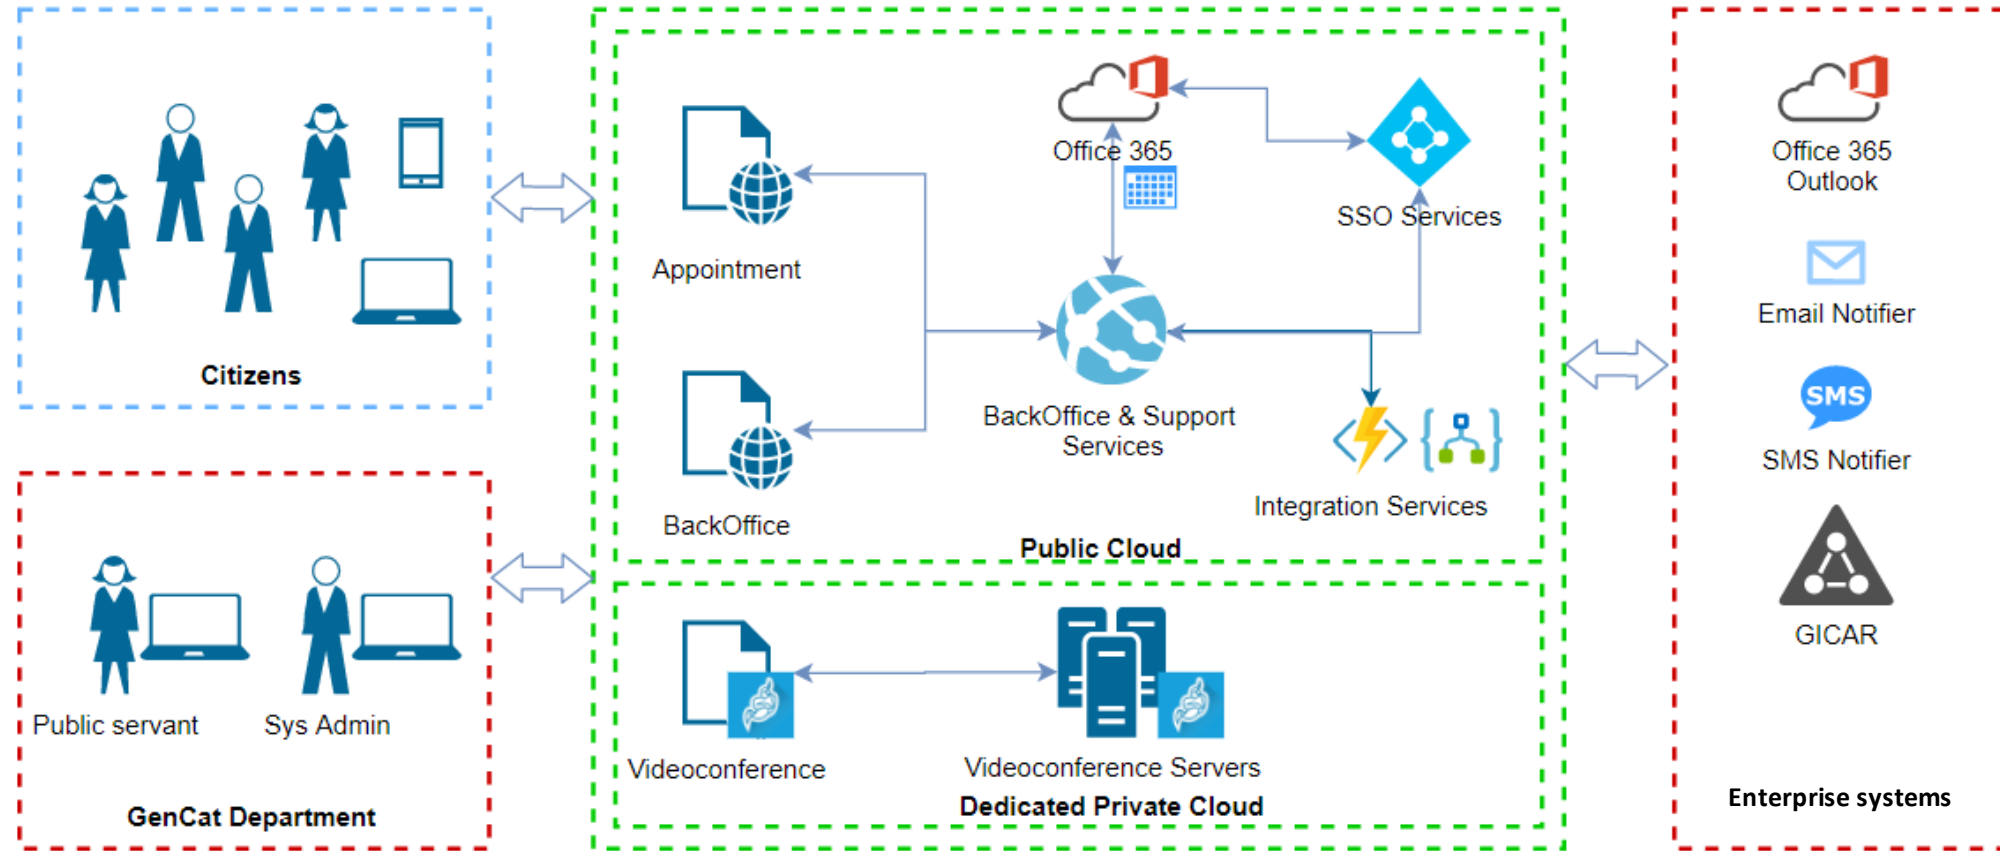 Citizens
Public servant
Sys Admin
GenCat Department
Appointment
BackOffice
Office 365
SSO Services
BackOffice & Support
Services
Integration Services
Public Cloud
Videoconference
Videoconference Servers
Dedicated Private Cloud
Office 365
Outlook
Email Notifier
SMS
SMS Notifier
GICAR
Enterprise systems